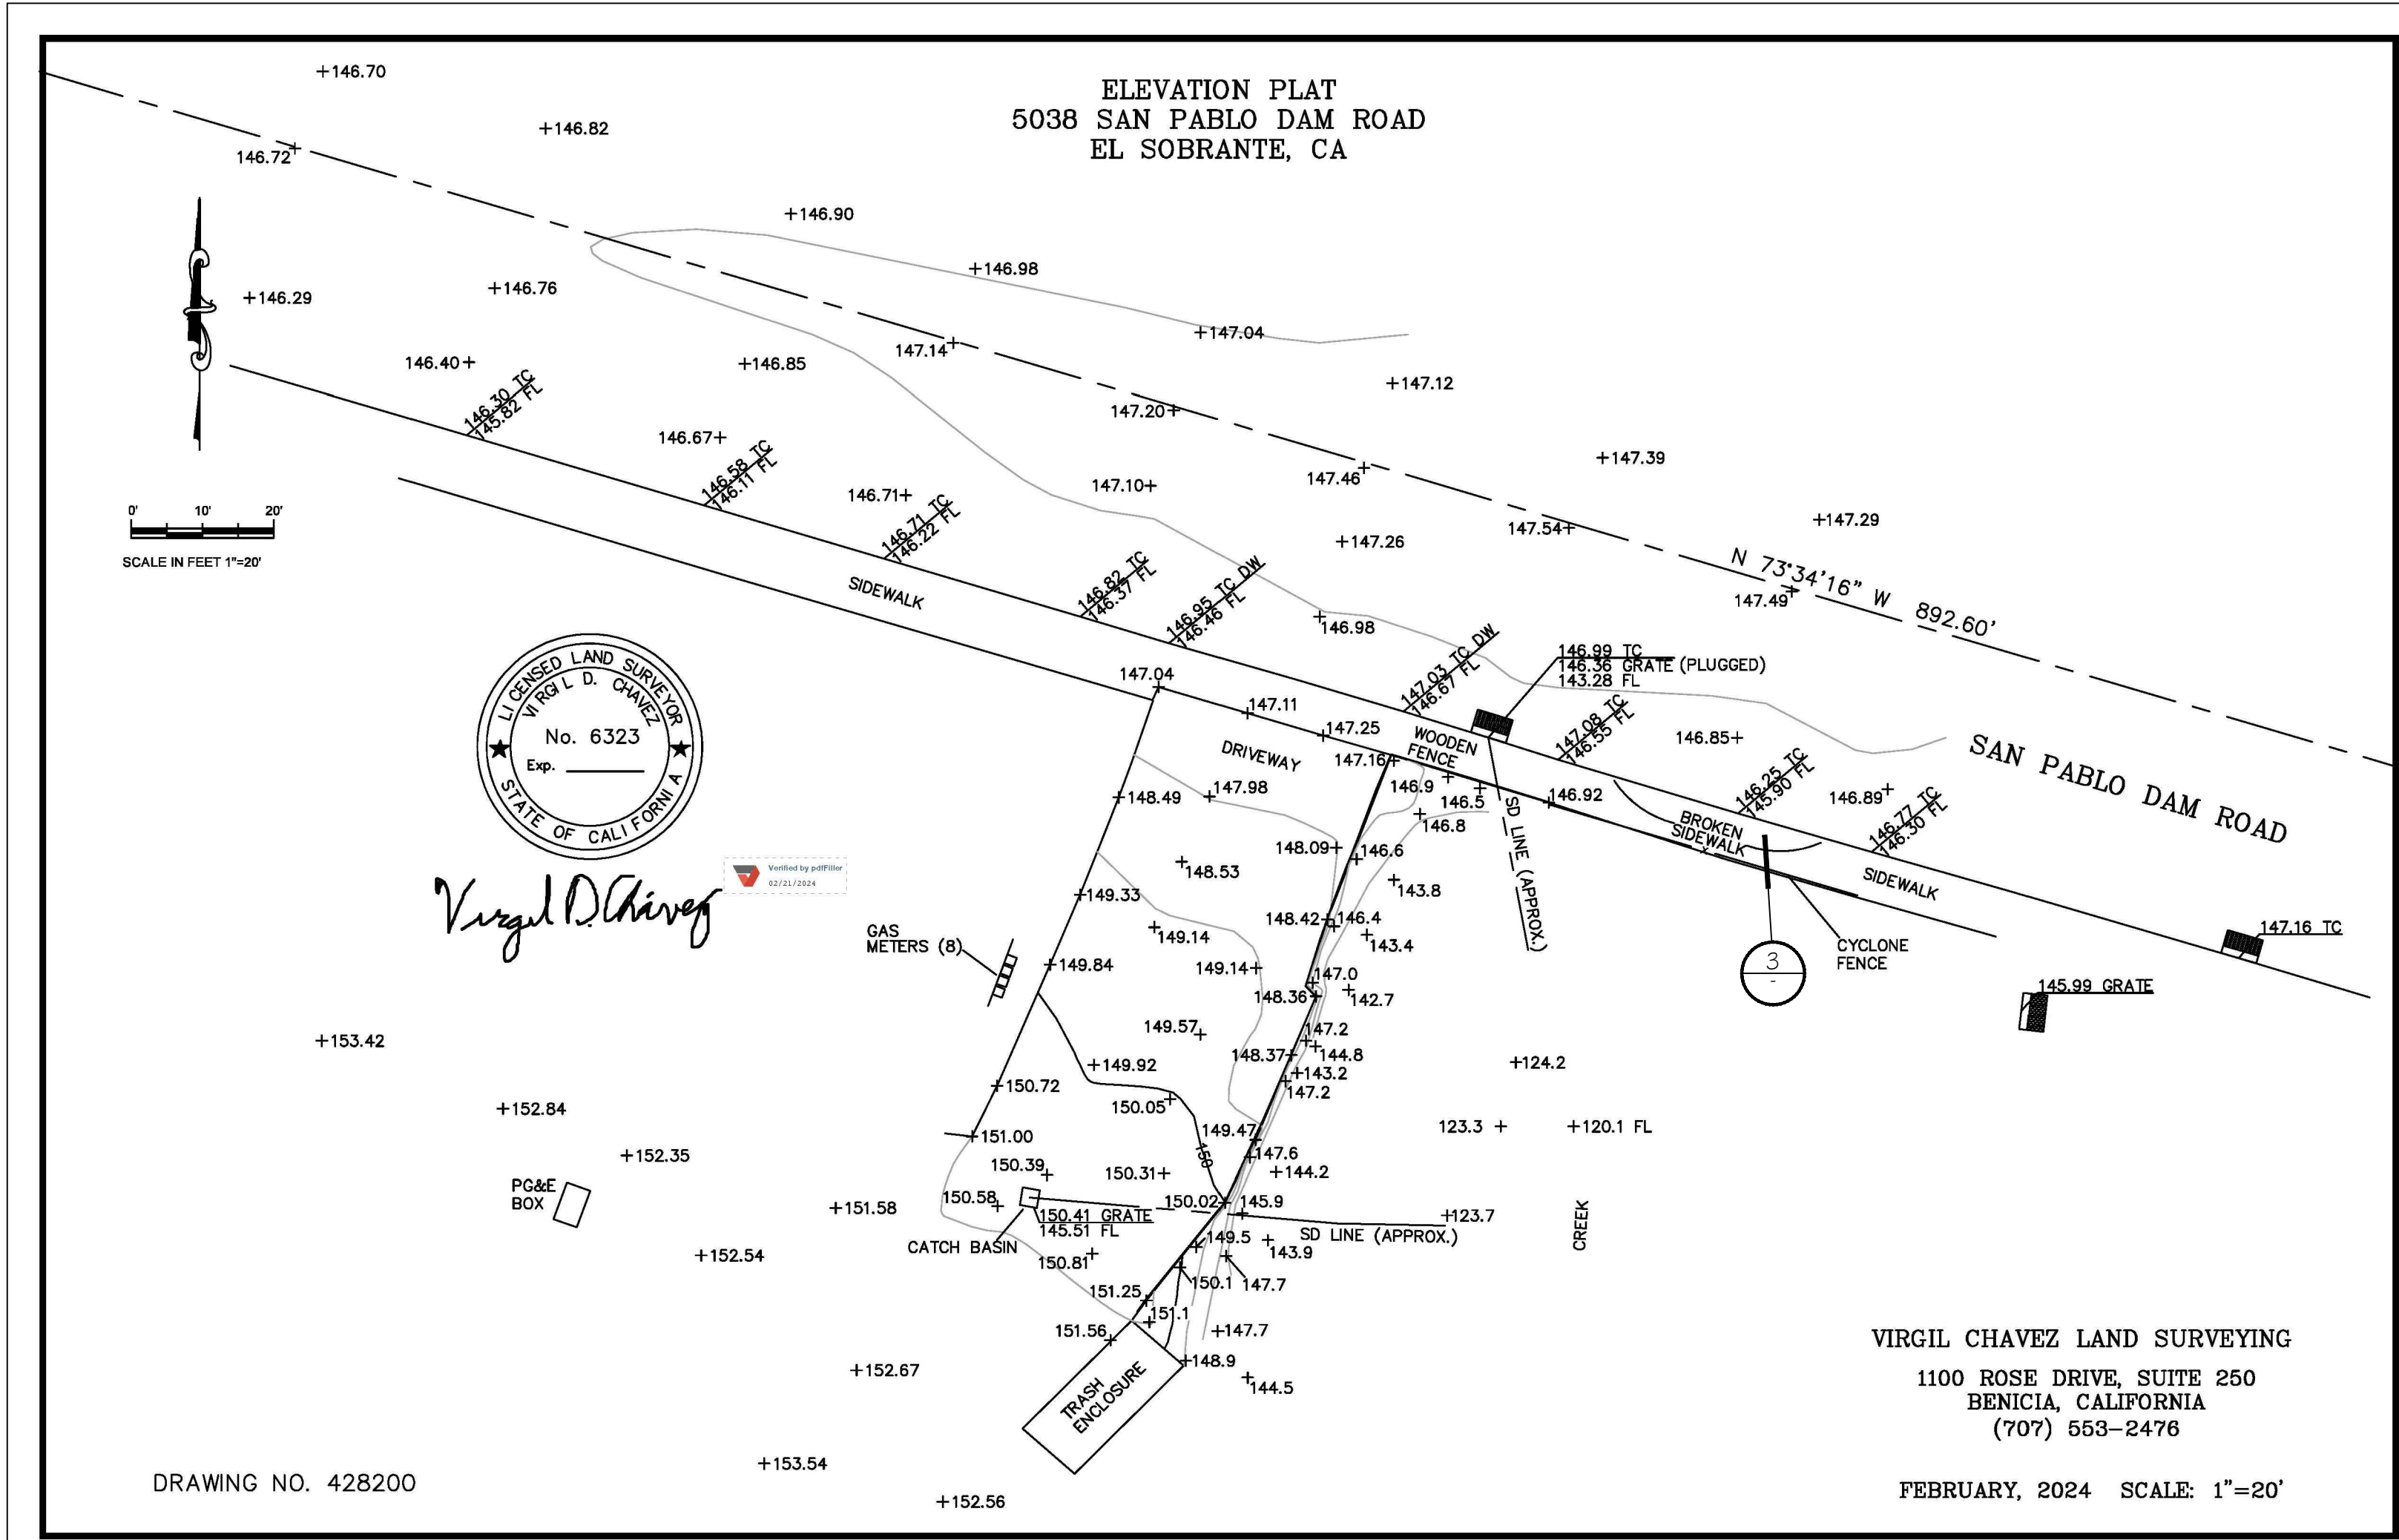 ELEVATION PLAT
5038 SAN PABLO DAM ROAD
EL SOBRANTE, CA
+146.70
+146.82
146.72+
+146.90
+146.98
+146.29
+146.76
+147.04
147.14+
146.40+
+146.85
+147.12
146.30 TC
145.82 FL
147.20+
146.67+
146.58 TC
146.11 FL
+147.39
147.46+
147.10+
146.71+
146.71 TC
146.22 FL
0' 10' 20'
SCALE IN FEET 1"=20'
+147.29
147.54+
+147.26
N 73°34'16" W 892.60'
147.49+
SIDEWALK
146.82 TC
146.37 FL
146.95 TC DW
146.46 FL
+146.98
147.03 TC DW
146.67 FL
146.99 TC
146.36 GRATE (PLUGGED)
143.28 FL
LICENSED LAND SURVEYOR
VIRGIL D. CHAVEZ
No. 6323
Exp.
STATE OF CALIFORNIA
Virgil D. Chávez
Verified by pdfFiller
02/21/2024
147.04
147.11
147.25
WOODEN
FENCE
147.08 TC
146.55 FL
146.85+
SAN PABLO DAM ROAD
DRIVEWAY
147.16+
146.9
146.5
146.92
146.25 TC
145.90 FL
146.89+
146.77 TC
146.30 FL
+148.49
+147.98
+146.8
SD LINE (APPROX.)
BROKEN
SIDEWALK
x
SIDEWALK
148.09+
+146.6
+148.53
+143.8
+149.33
148.42+
+146.4
+143.4
+149.14
GAS
METERS (8)
CYCLONE
FENCE
3
-
147.16 TC
145.99 GRATE
+149.84
149.14+
147.0
148.36+
+142.7
149.57+
147.2
148.37+
+144.8
+153.42
+149.92
+143.2
147.2
+124.2
+150.72
150.05+
+152.84
149.47
123.3 +
+120.1 FL
+151.00
150
147.6
+152.35
150.39+
150.31+
+144.2
PG&E
BOX
150.58
150.02+
145.9
+151.58
150.41 GRATE
145.51 FL
+123.7
CREEK
CATCH BASIN
SD LINE (APPROX.)
149.5
+143.9
+152.54
150.81+
150.1
147.7
151.25
151.1
151.56
+147.7
+152.67
+148.9
+144.5
TRASH
ENCLOSURE
+153.54
+152.56
VIRGIL CHAVEZ LAND SURVEYING
1100 ROSE DRIVE, SUITE 250
BENICIA, CALIFORNIA
(707) 553-2476
DRAWING NO. 428200
FEBRUARY, 2024 SCALE: 1"=20'